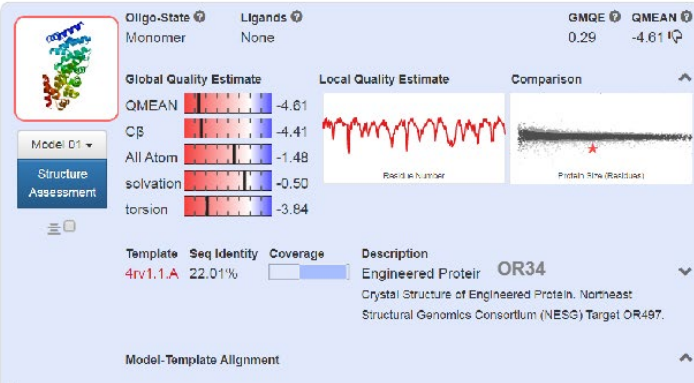 Oligo-State Ligands GMQE QMEAN
Monomer None 0.29 -4.61
Global Quality Estimate Local Quality Estimate Comparison
QMEAN -4.61
Cβ -4.41
All Atom -1.48
solvation -0.50
torsion -3.84
Residue Number
Protein Size (Residues)
Model 01
Structure
Assessment
Template Seq Identity Coverage Description
4rv1.1.A 22.01% Engineered Protein OR34
Crystal Structure of Engineered Protein. Northeast
Structural Genomics Consortium (NESG) Target OR497.
Model-Template Alignment